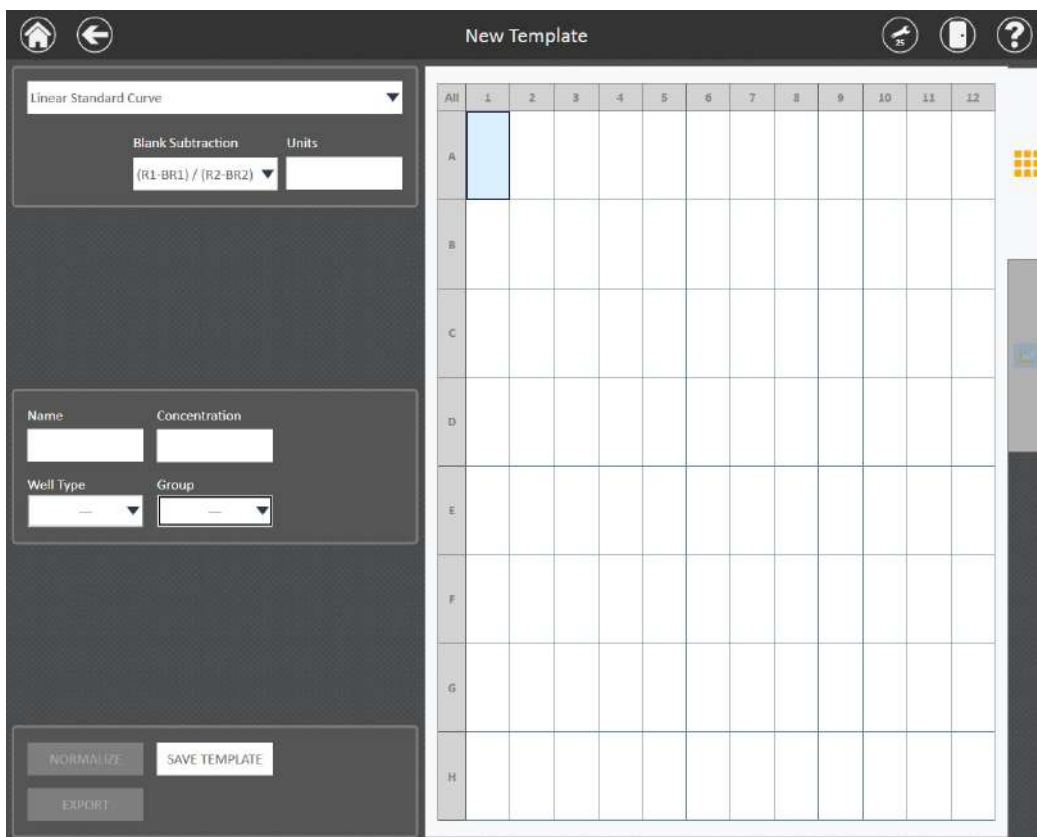 New Template
25
?
Linear Standard Curve
Blank Subtraction Units
(R1-BR1) / (R2-BR2)
All 1 2 3 4 5 6 7 8 9 10 11 12
A
B
C
D
E
F
G
H
Name Concentration
Well Type Group
--- ---
NORMALIZE SAVE TEMPLATE
EXPORT